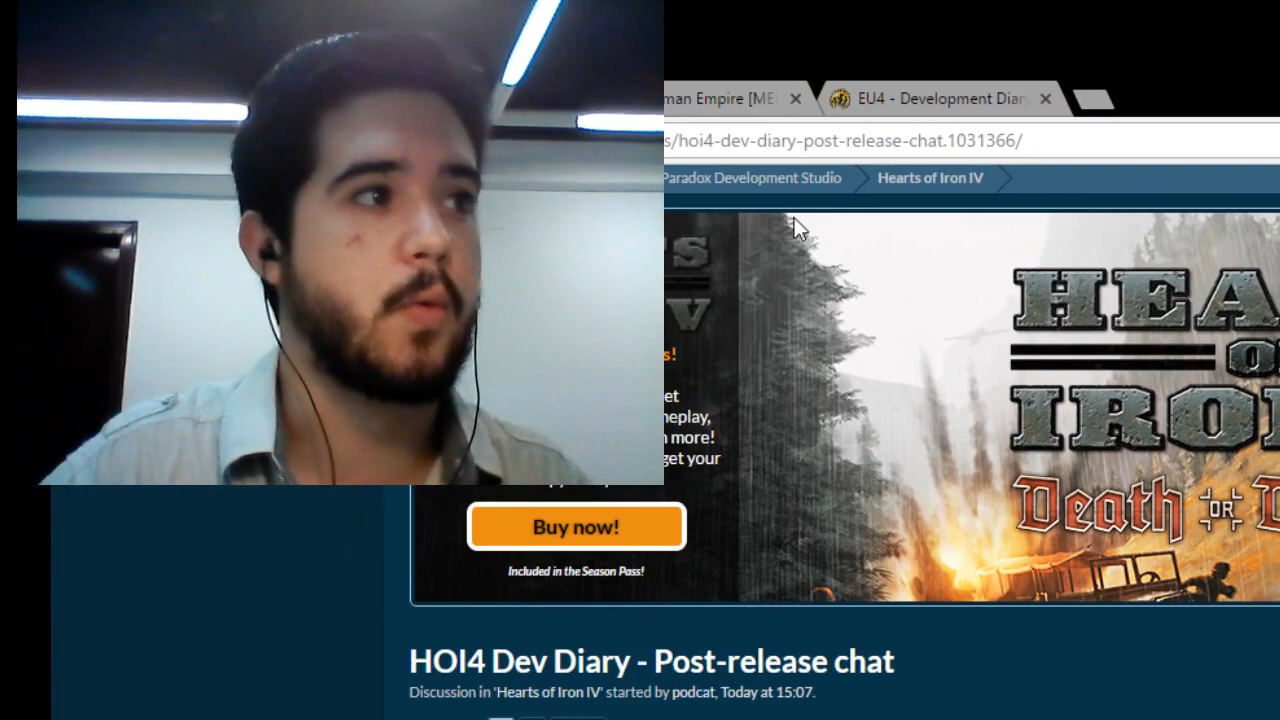 man Empire [ME
EU4 - Development Diar
s/hoi4-dev-diary-post-release-chat.1031366/
Paradox Development Studio
Hearts of Iron IV
S
V
s!
et
neplay,
n more!
get your
Buy now!
Included in the Season Pass!
HEA
O
IRO
Death OR D
HOI4 Dev Diary - Post-release chat
Discussion in 'Hearts of Iron IV' started by podcat, Today at 15:07.